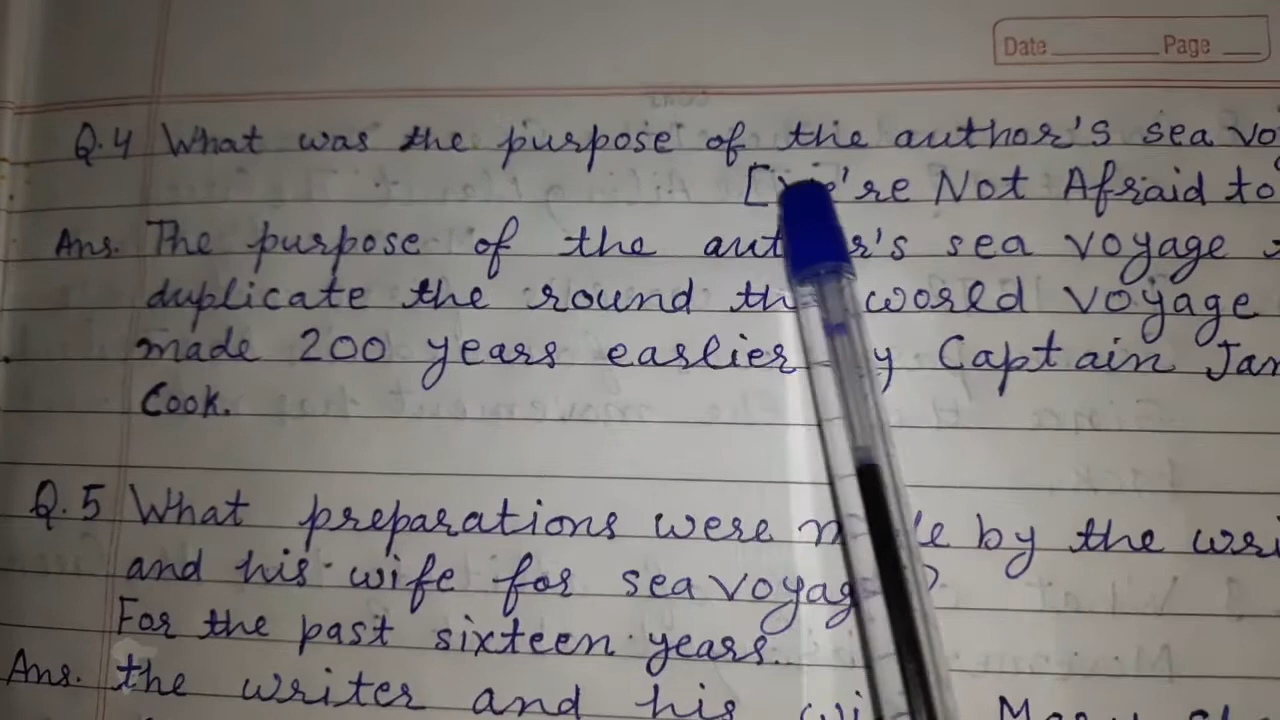 Date Page
Q.4 What was the purpose of the author's sea
['re Not Afraid to
Ans. The purpose of the 's sea voyage
duplicate the round world voyage
made 200 years earlier Captain
Cook.
Q.5 What preparations were by the
and his wife for sea
For the past sixteen years.
Ans. the writer and his